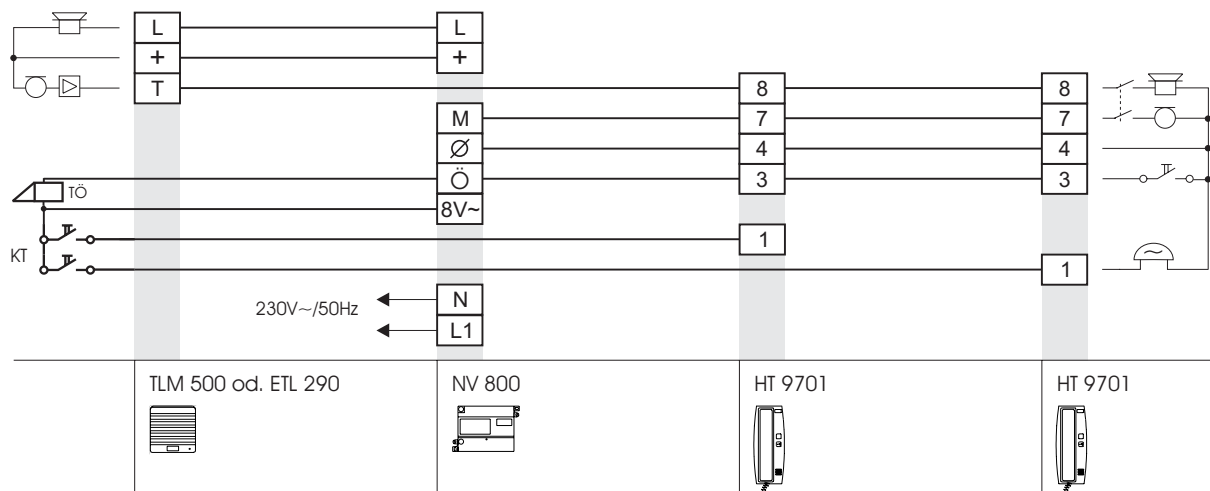 L L
+ +
T 8 8
M 7 7
Ø 4 4
TÖ Ö 3 3
8V~
KT 1
1
230V~/50Hz N
L1
TLM 500 od. ETL 290 NV 800 HT 9701 HT 9701